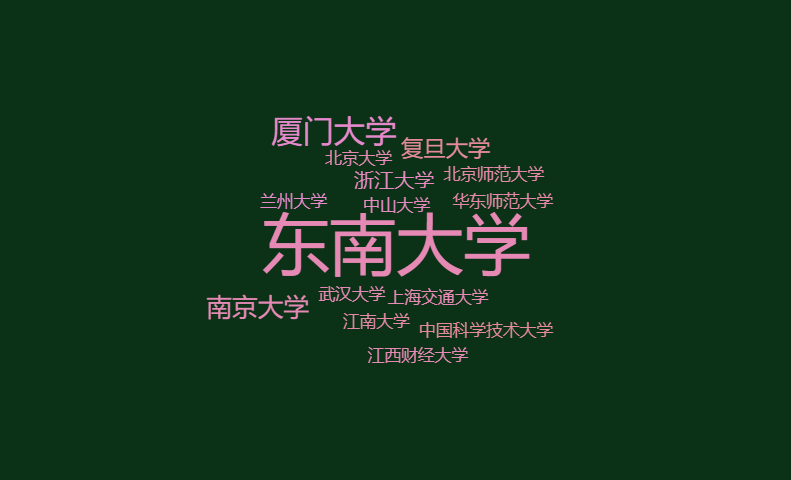 厦门大学
复旦大学
北京大学
北京师范大学
浙江大学
兰州大学
中山大学
华东师范大学
东南大学
南京大学
武汉大学
上海交通大学
江南大学
中国科学技术大学
江西财经大学